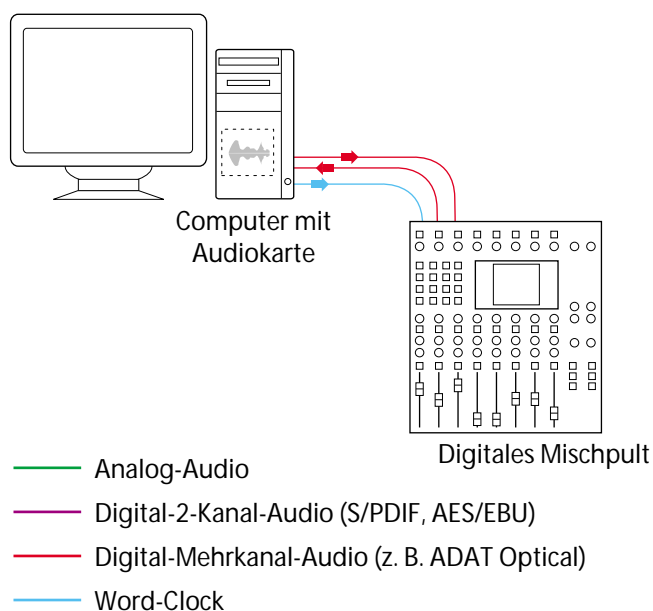 Computer mit
Audiokarte
Digitales Mischpult
Analog-Audio
Digital-2-Kanal-Audio (S/PDIF, AES/EBU)
Digital-Mehrkanal-Audio (z. B. ADAT Optical)
Word-Clock